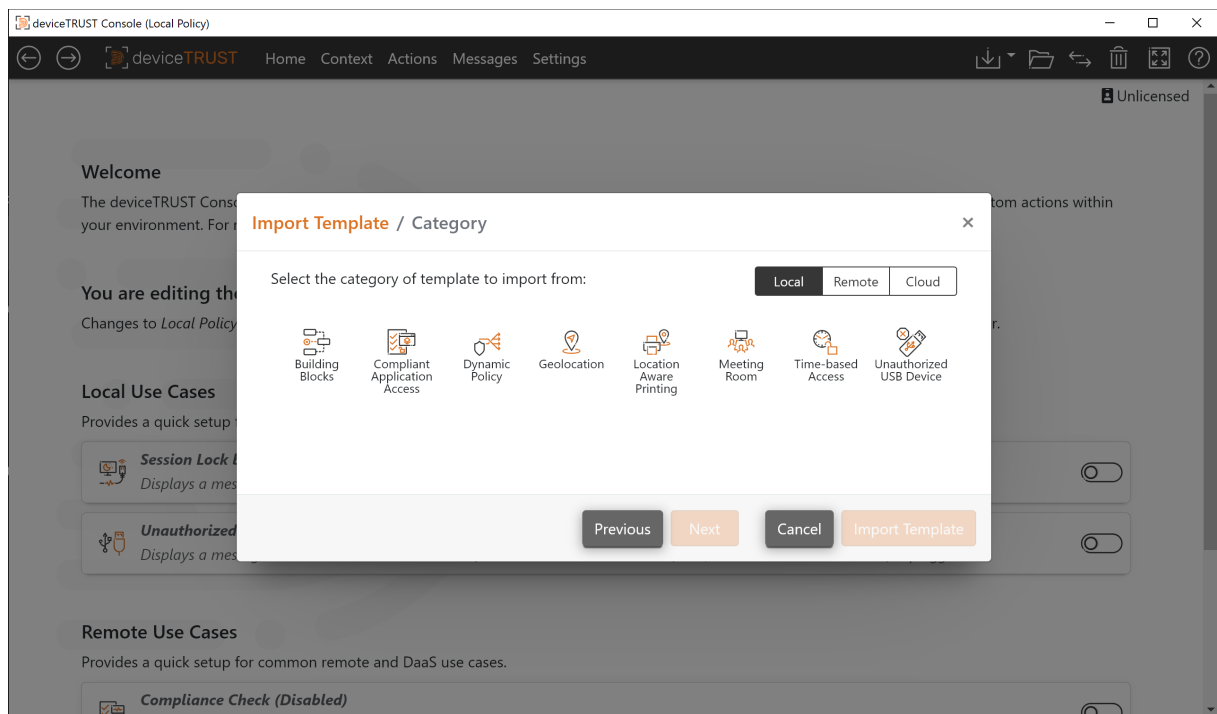 deviceTRUST Console (Local Policy)
deviceTRUST Home Context Actions Messages Settings
Unlicensed
Welcome
The deviceTRUST Cons tom actions within
your environment. For
Import Template / Category
Select the category of template to import from:
Local Remote Cloud
You are editing the
Changes to Local Policy r.
Building Blocks
Compliant Application Access
Dynamic Policy
Geolocation
Location Aware Printing
Meeting Room
Time-based Access
Unauthorized USB Device
Local Use Cases
Provides a quick setup
Session Lock
Displays a mes
Previous Next Cancel Import Template
Unauthorized
Displays a mes
Remote Use Cases
Provides a quick setup for common remote and DaaS use cases.
Compliance Check (Disabled)